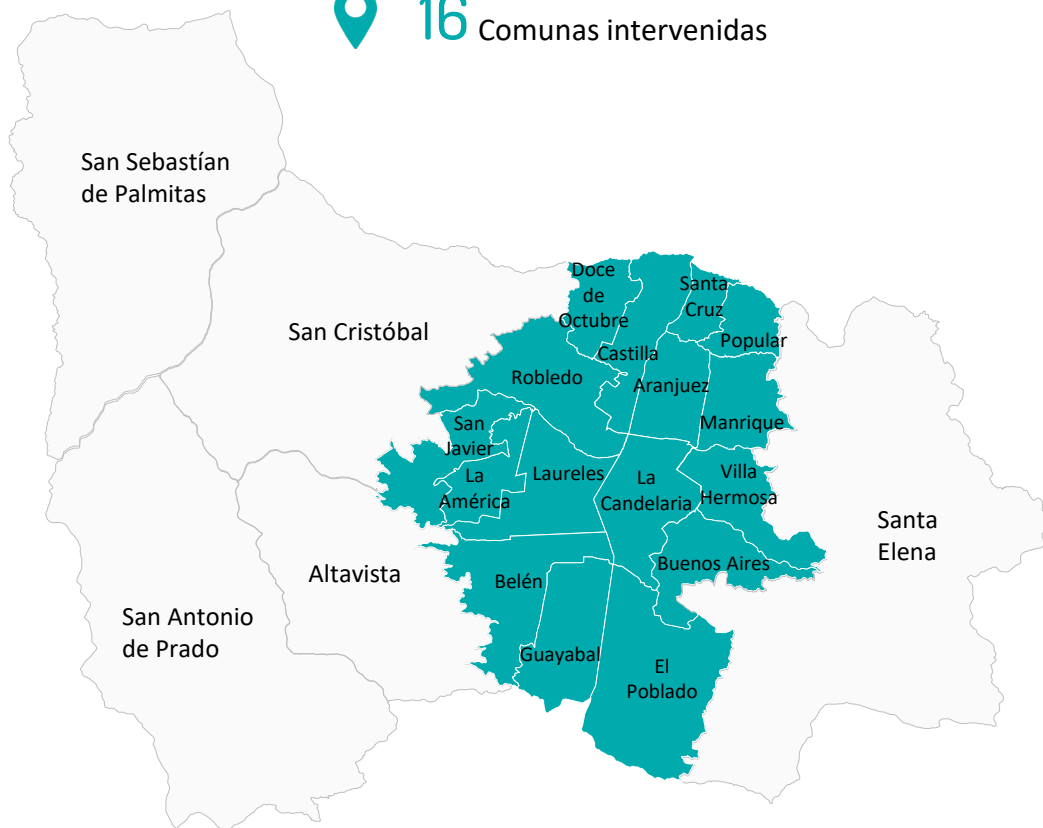 16 Comunas intervenidas
San Sebastían
de Palmitas
San Cristóbal
Doce
de
Octubre
Santa
Cruz
Popular
Castilla
Robledo
Aranjuez
Manrique
San
Javier
La
América
Laureles
La
Candelaria
Villa
Hermosa
Santa
Elena
Buenos Aires
Altavista
Belén
San Antonio
de Prado
Guayabal
El
Poblado